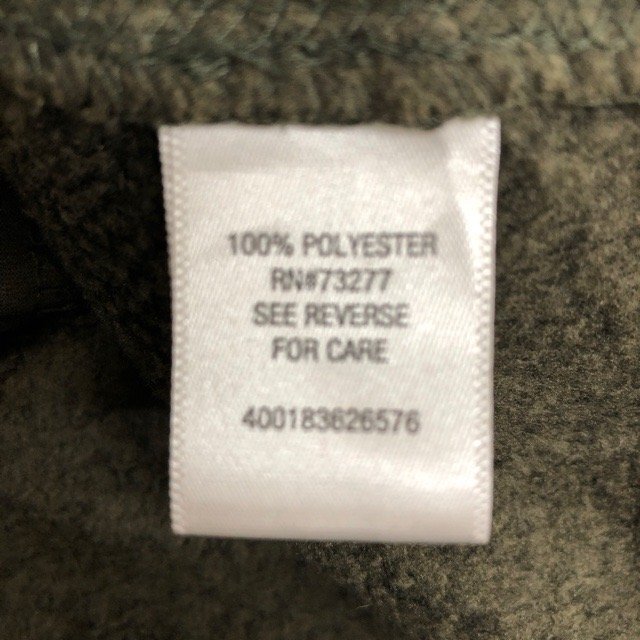 100% POLYESTER
RN#73277
SEE REVERSE
FOR CARE
400183626576